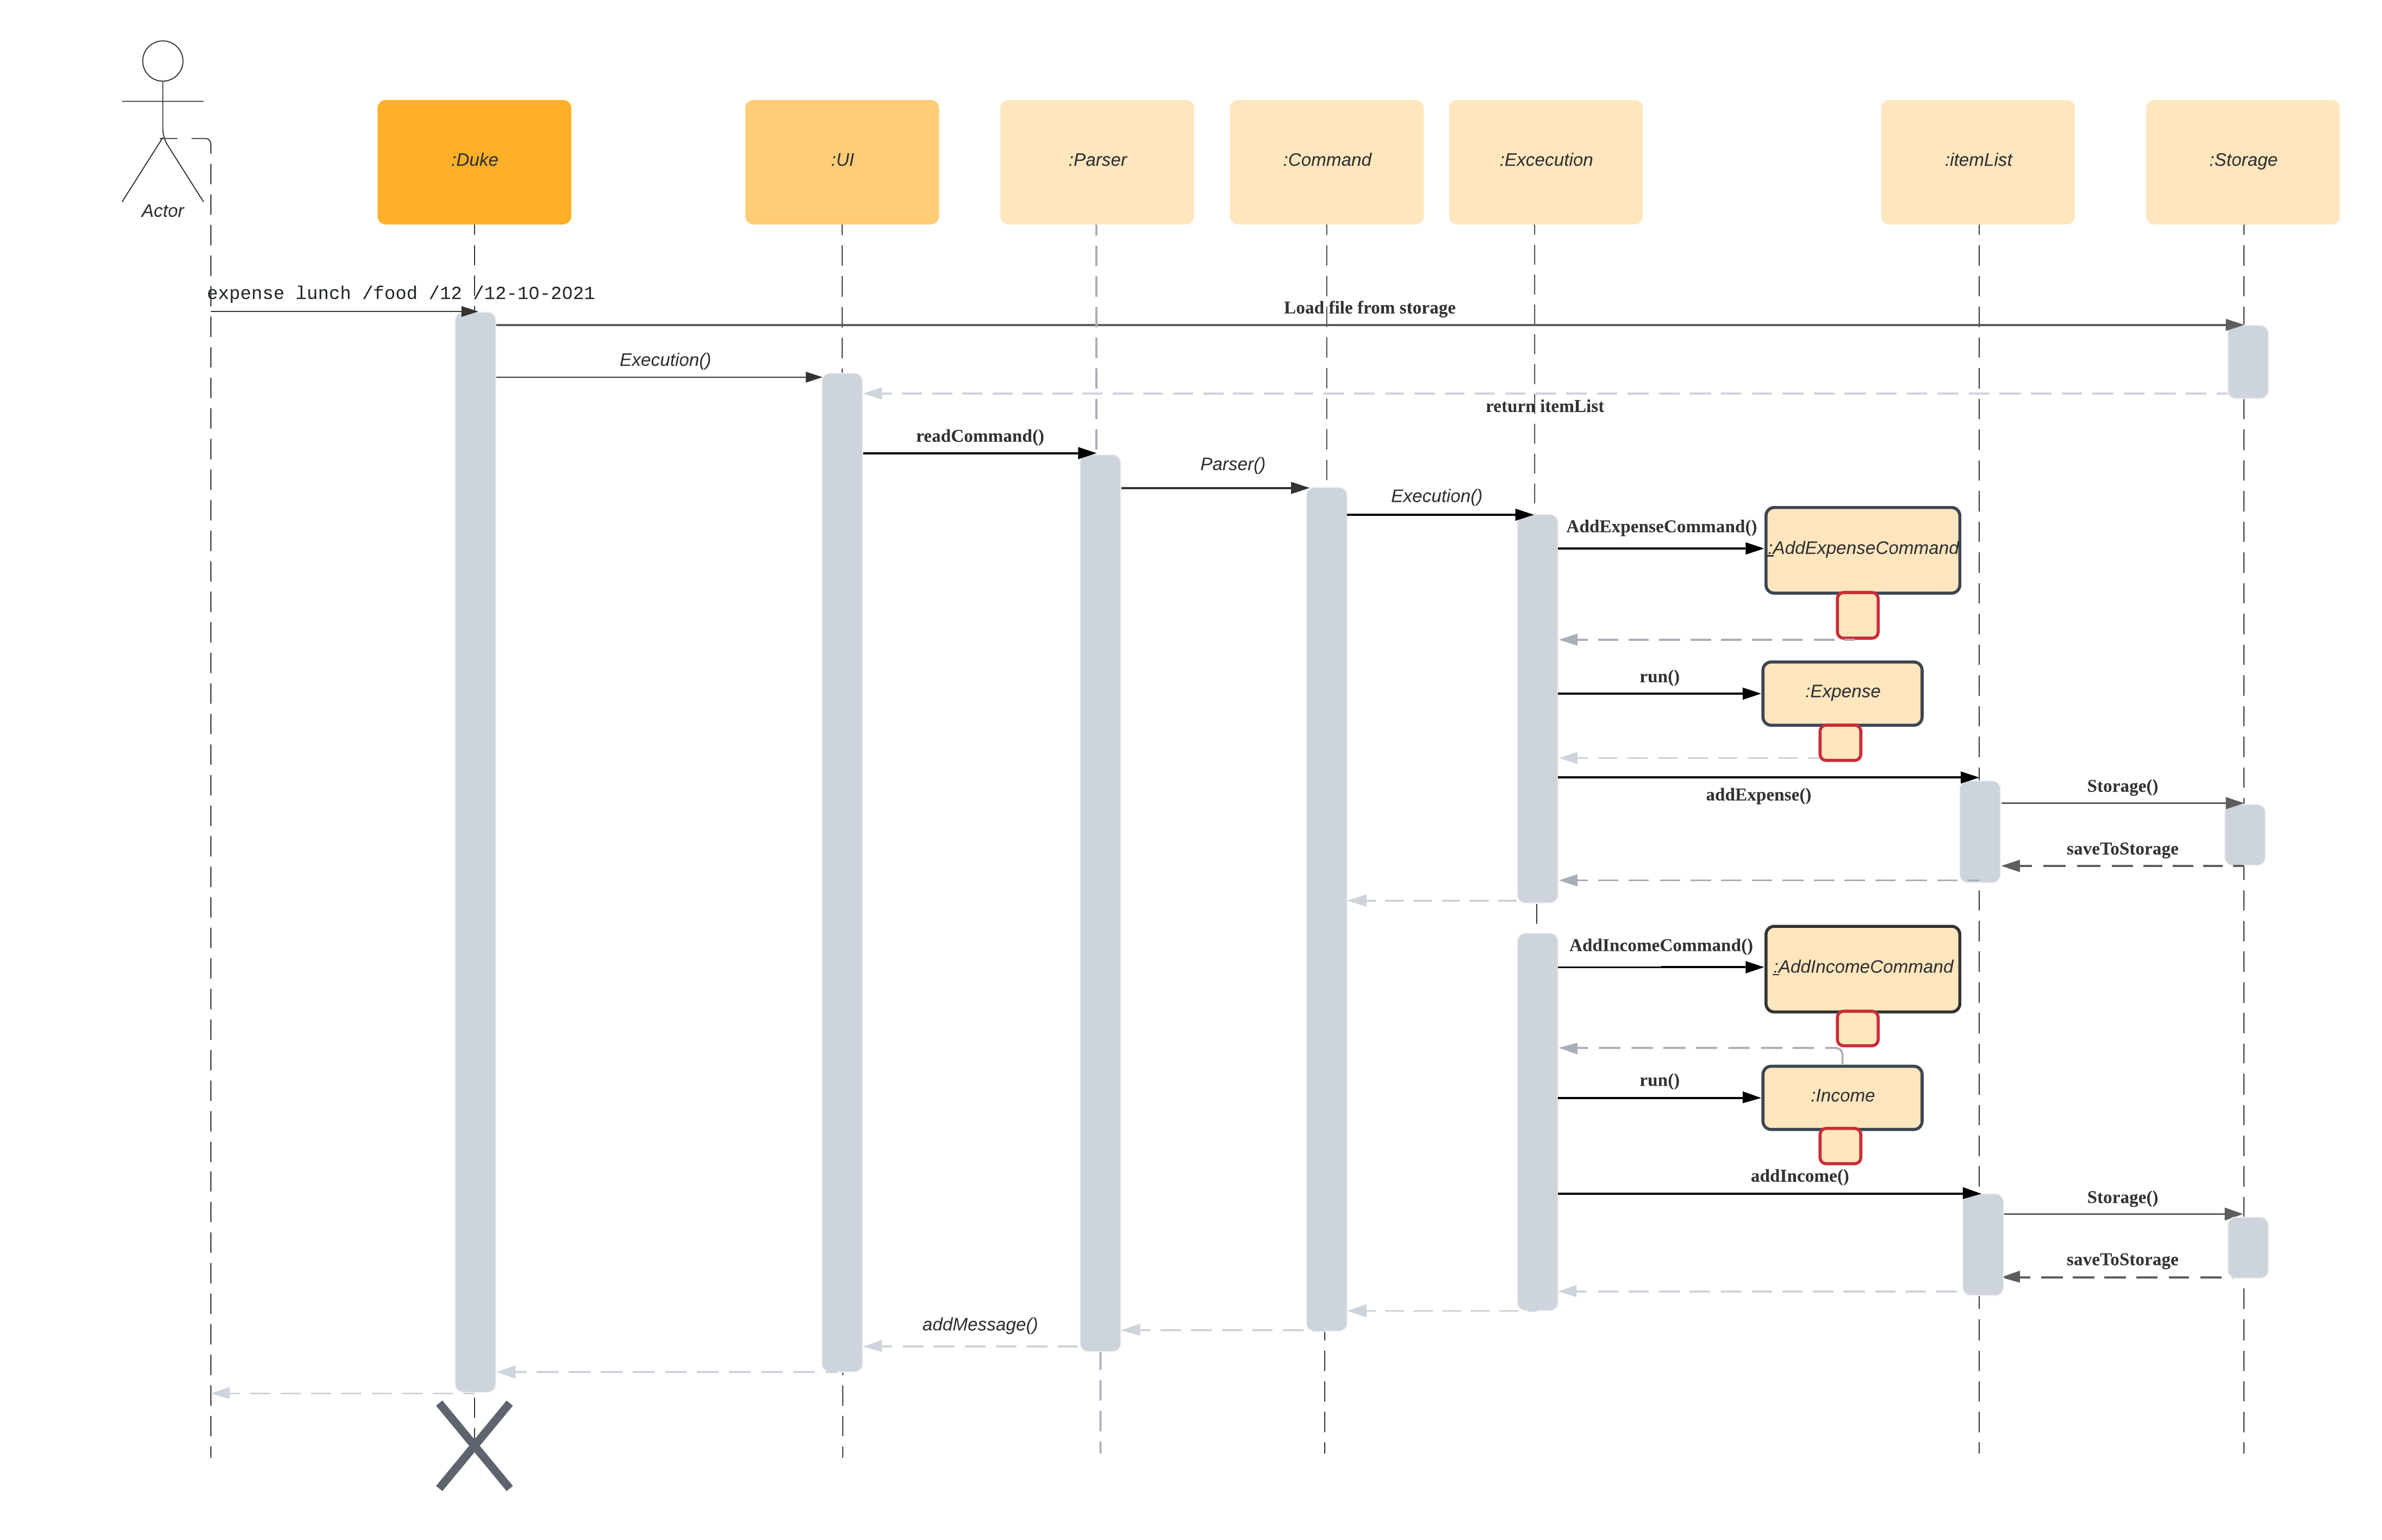 Actor
:Duke
:UI
:Parser
:Command
:Excecution
:itemList
:Storage
expense lunch /food /12 /12-10-2021
Load file from storage
Execution()
return itemList
readCommand()
Parser()
Execution()
AddExpenseCommand()
:AddExpenseCommand
run()
:Expense
addExpense()
Storage()
saveToStorage
AddIncomeCommand()
:AddIncomeCommand
run()
:Income
addIncome()
Storage()
saveToStorage
addMessage()